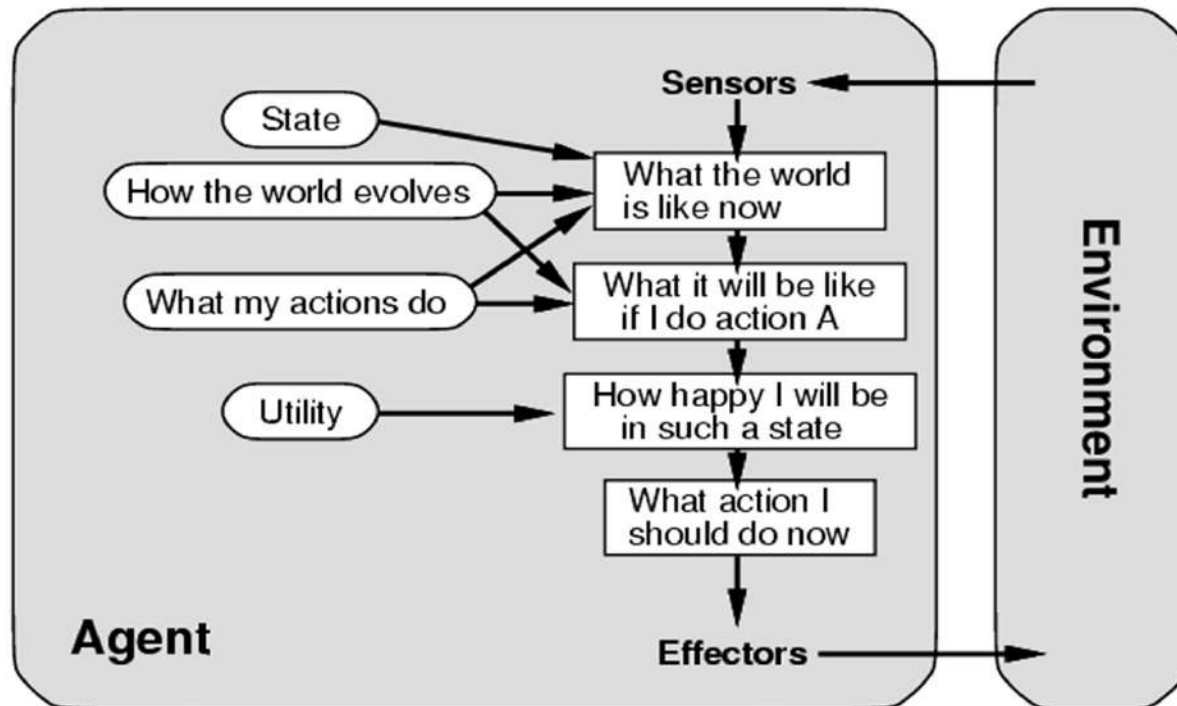 Sensors
State
How the world evolves
What the world
is like now
What my actions do
What it will be like
if I do action A
Utility
How happy I will be
in such a state
What action I
should do now
Agent
Effectors
Environment